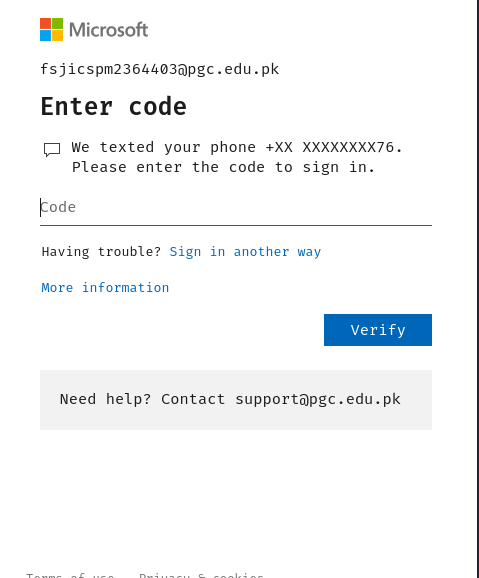 Microsoft
fsjicspm2364403@pgc.edu.pk
Enter code
We texted your phone +XX XXXXXXXX76.
Please enter the code to sign in.
Code
Having trouble? Sign in another way
More information
Verify
Need help? Contact support@pgc.edu.pk
Terms of use Privacy & cookies